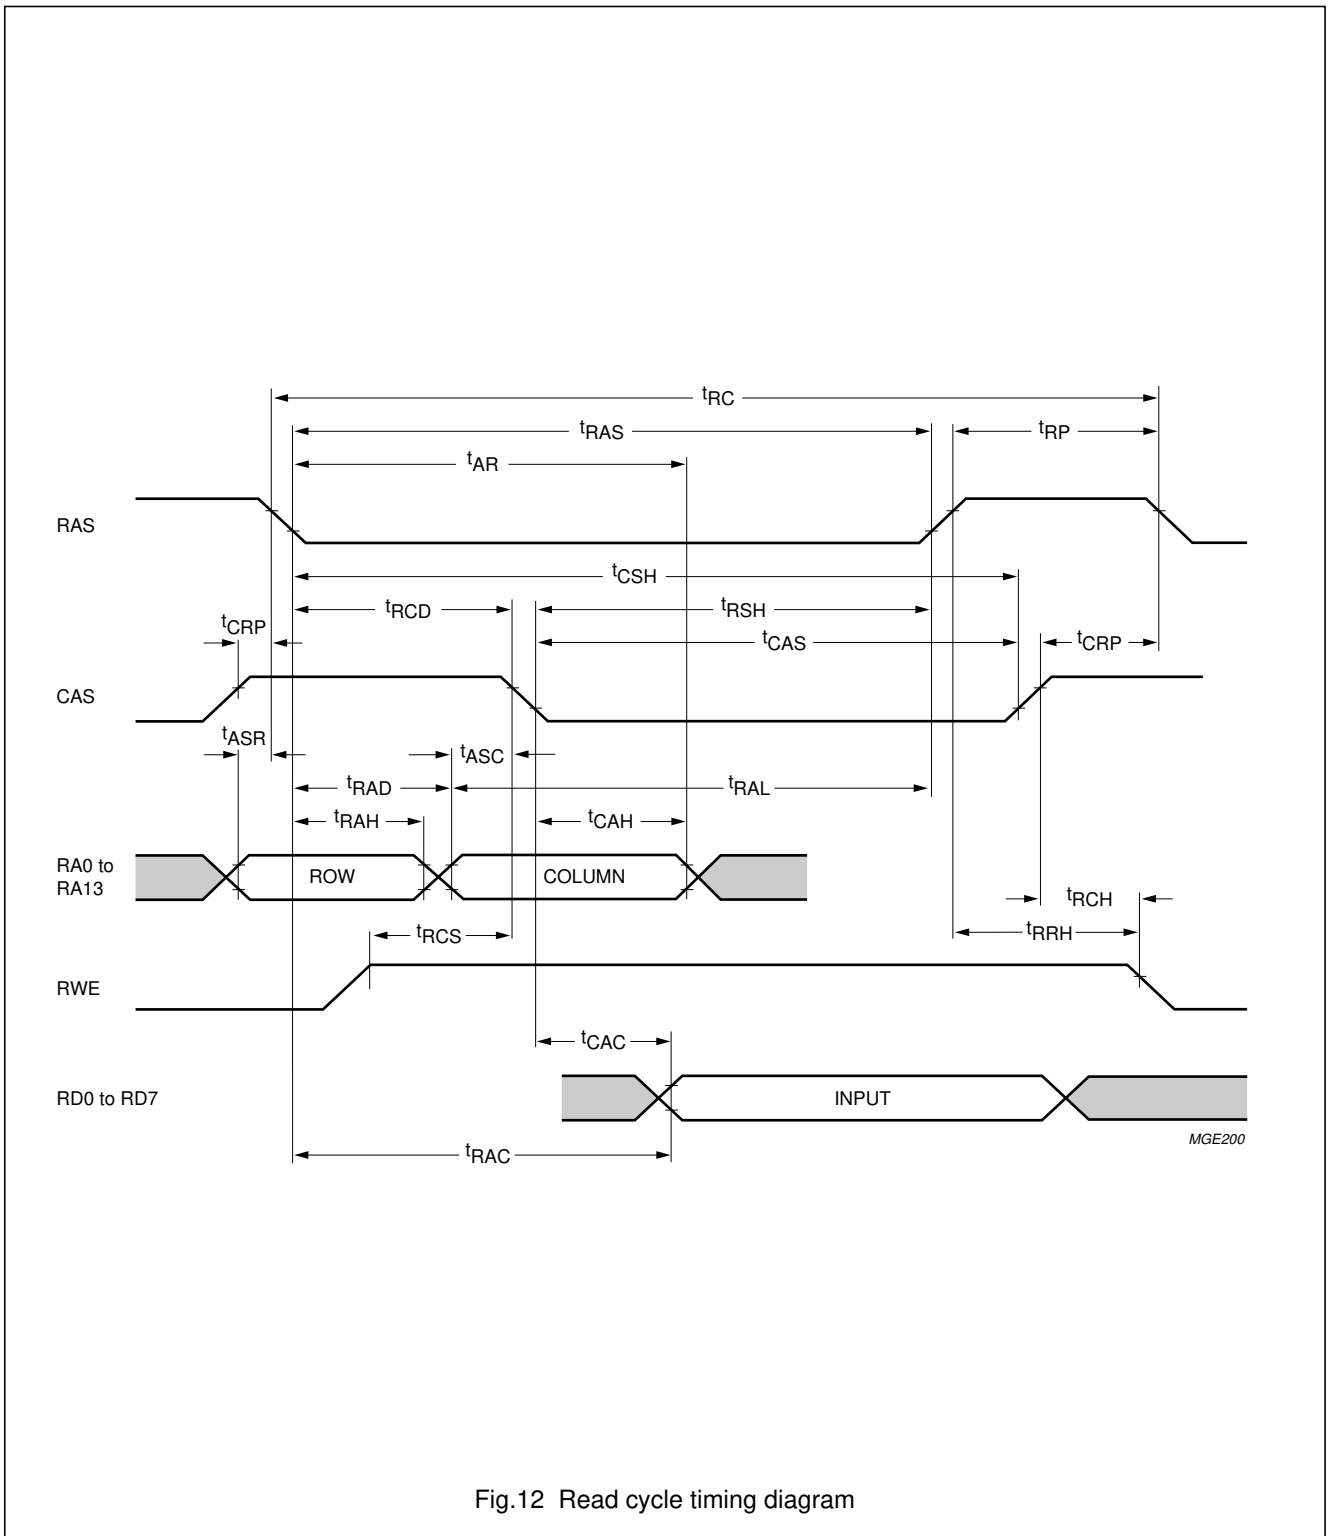 tRC
tRAS
tRP
tAR
RAS
tCSH
tRCD
tRSH
tCRP
tCAS
tCRP
CAS
tASR
tASC
tRAD
tRAL
tRAH
tCAH
RA0 to
RA13
ROW
COLUMN
tRCH
tRCS
tRRH
RWE
tCAC
RD0 to RD7
INPUT
MGE200
tRAC
Fig.12 Read cycle timing diagram